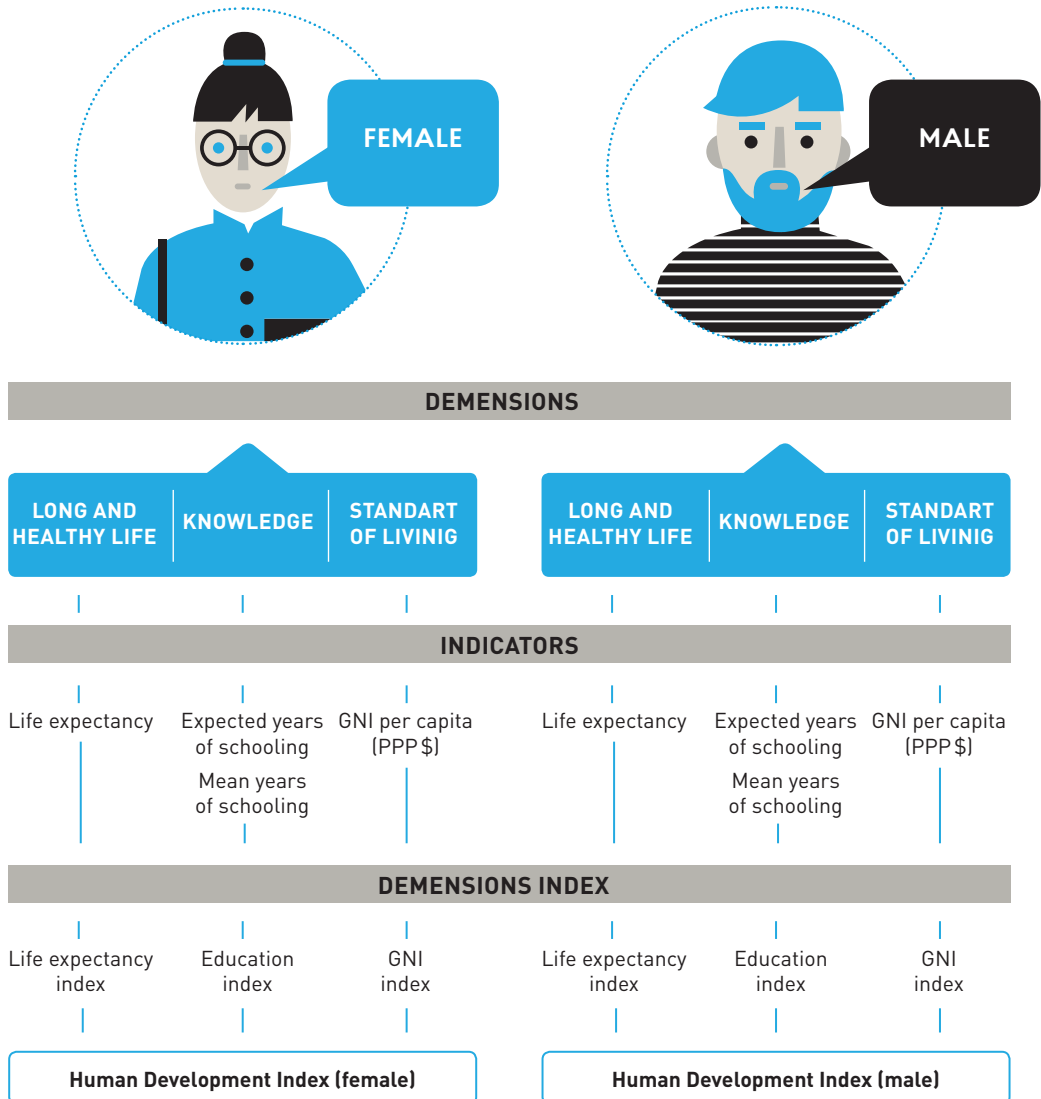 FEMALE
MALE
DEMENSIONS
LONG AND
HEALTHY LIFE
KNOWLEDGE
STANDART
OF LIVINIG
LONG AND
HEALTHY LIFE
KNOWLEDGE
STANDART
OF LIVINIG
INDICATORS
Life expectancy
Expected years
of schooling
Mean years
of schooling
GNI per capita
(PPP $)
Life expectancy
Expected years
of schooling
Mean years
of schooling
GNI per capita
(PPP $)
DEMENSIONS INDEX
Life expectancy
index
Education
index
GNI
index
Life expectancy
index
Education
index
GNI
index
Human Development Index (female)
Human Development Index (male)